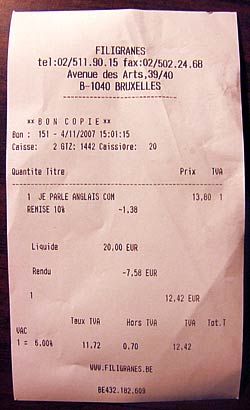 FILIGRANES
tel:02/511.90.15 fax:02/502.24.68
Avenue des Arts,39/40
B-1040 BRUXELLES
** B O N  C O P I E **
Bon : 151 - 4/11/2007 15:01:15
Caisse: 2 GTZ: 1442 Caissière: 20
Quantite Titre Prix TVA
1 JE PARLE ANGLAIS COM 13,80 1
REMISE 10% -1,38
Liquide 20,00 EUR
Rendu -7,58 EUR
1 12,42 EUR
Taux TVA Hors TVA TVA Tot.T
VAC
1 = 6,00% 11,72 0,70 12,42
WWW.FILIGRANES.BE
BE432.182.609